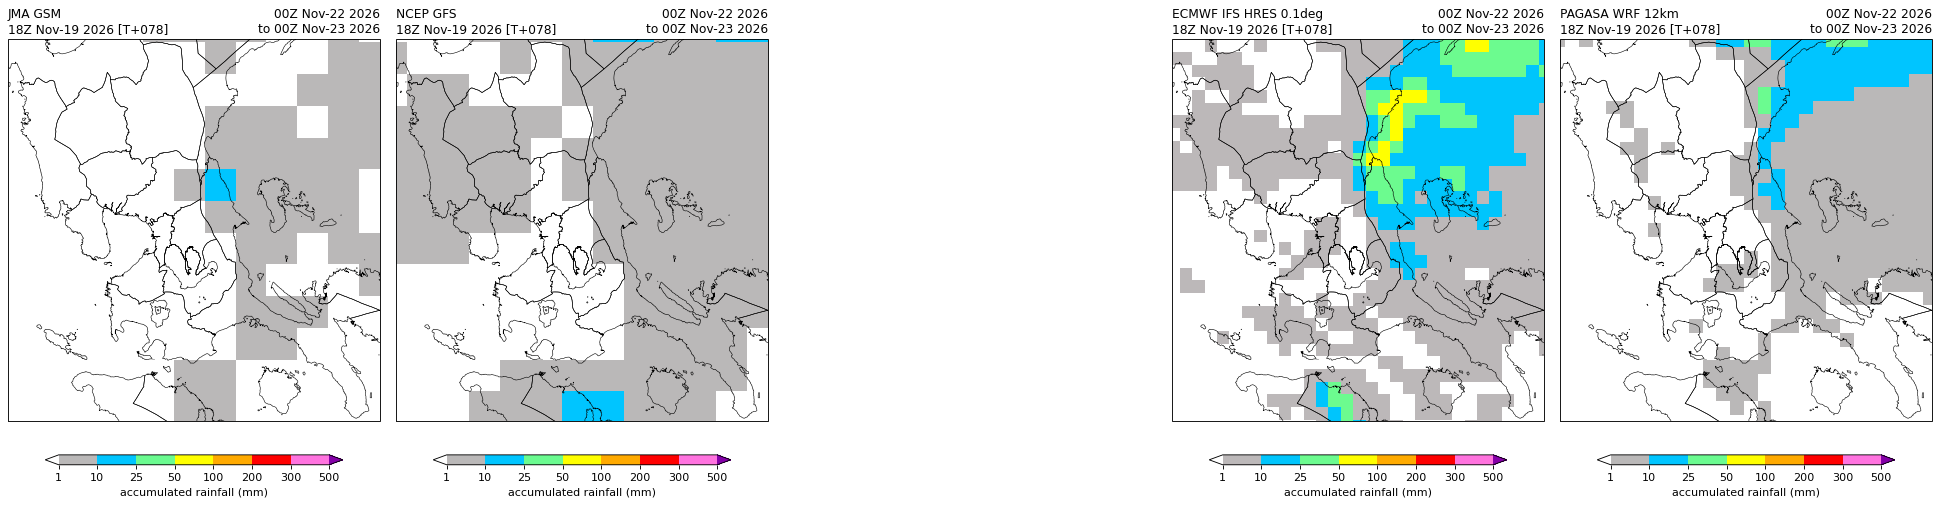 JMA GSM 00Z Nov-22 2026
18Z Nov-19 2026 [T+078] to 00Z Nov-23 2026
NCEP GFS 00Z Nov-22 2026
18Z Nov-19 2026 [T+078] to 00Z Nov-23 2026
ECMWF IFS HRES 0.1deg 00Z Nov-22 2026
18Z Nov-19 2026 [T+078] to 00Z Nov-23 2026
PAGASA WRF 12km 00Z Nov-22 2026
18Z Nov-19 2026 [T+078] to 00Z Nov-23 2026
1 10 25 50 100 200 300 500
accumulated rainfall (mm)
1 10 25 50 100 200 300 500
accumulated rainfall (mm)
1 10 25 50 100 200 300 500
accumulated rainfall (mm)
1 10 25 50 100 200 300 500
accumulated rainfall (mm)